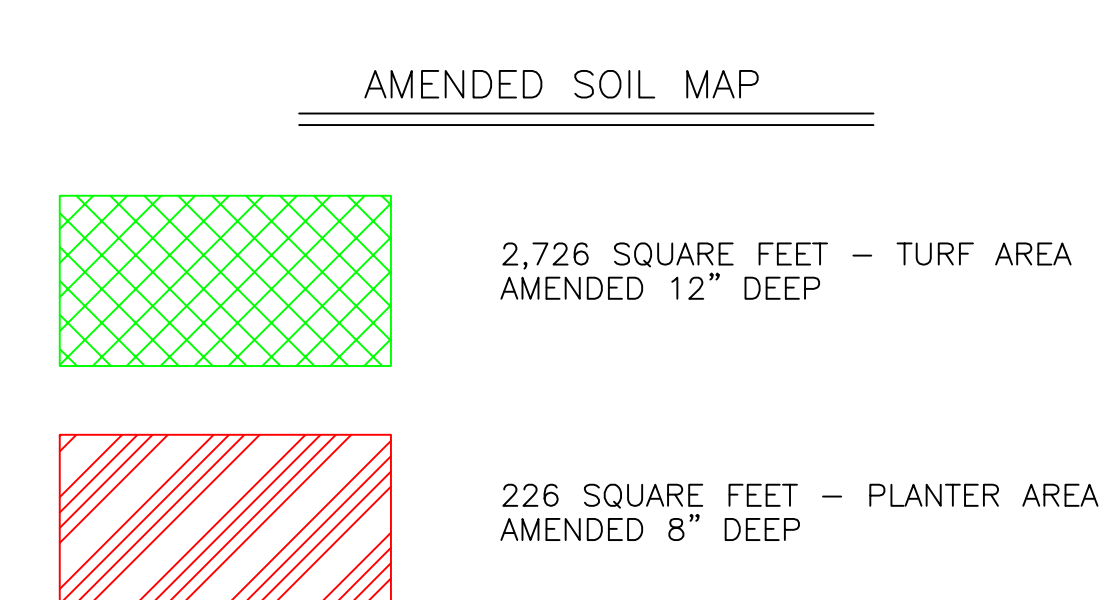 AMENDED SOIL MAP
2,726 SQUARE FEET – TURF AREA
AMENDED 12” DEEP
226 SQUARE FEET – PLANTER AREA
AMENDED 8” DEEP